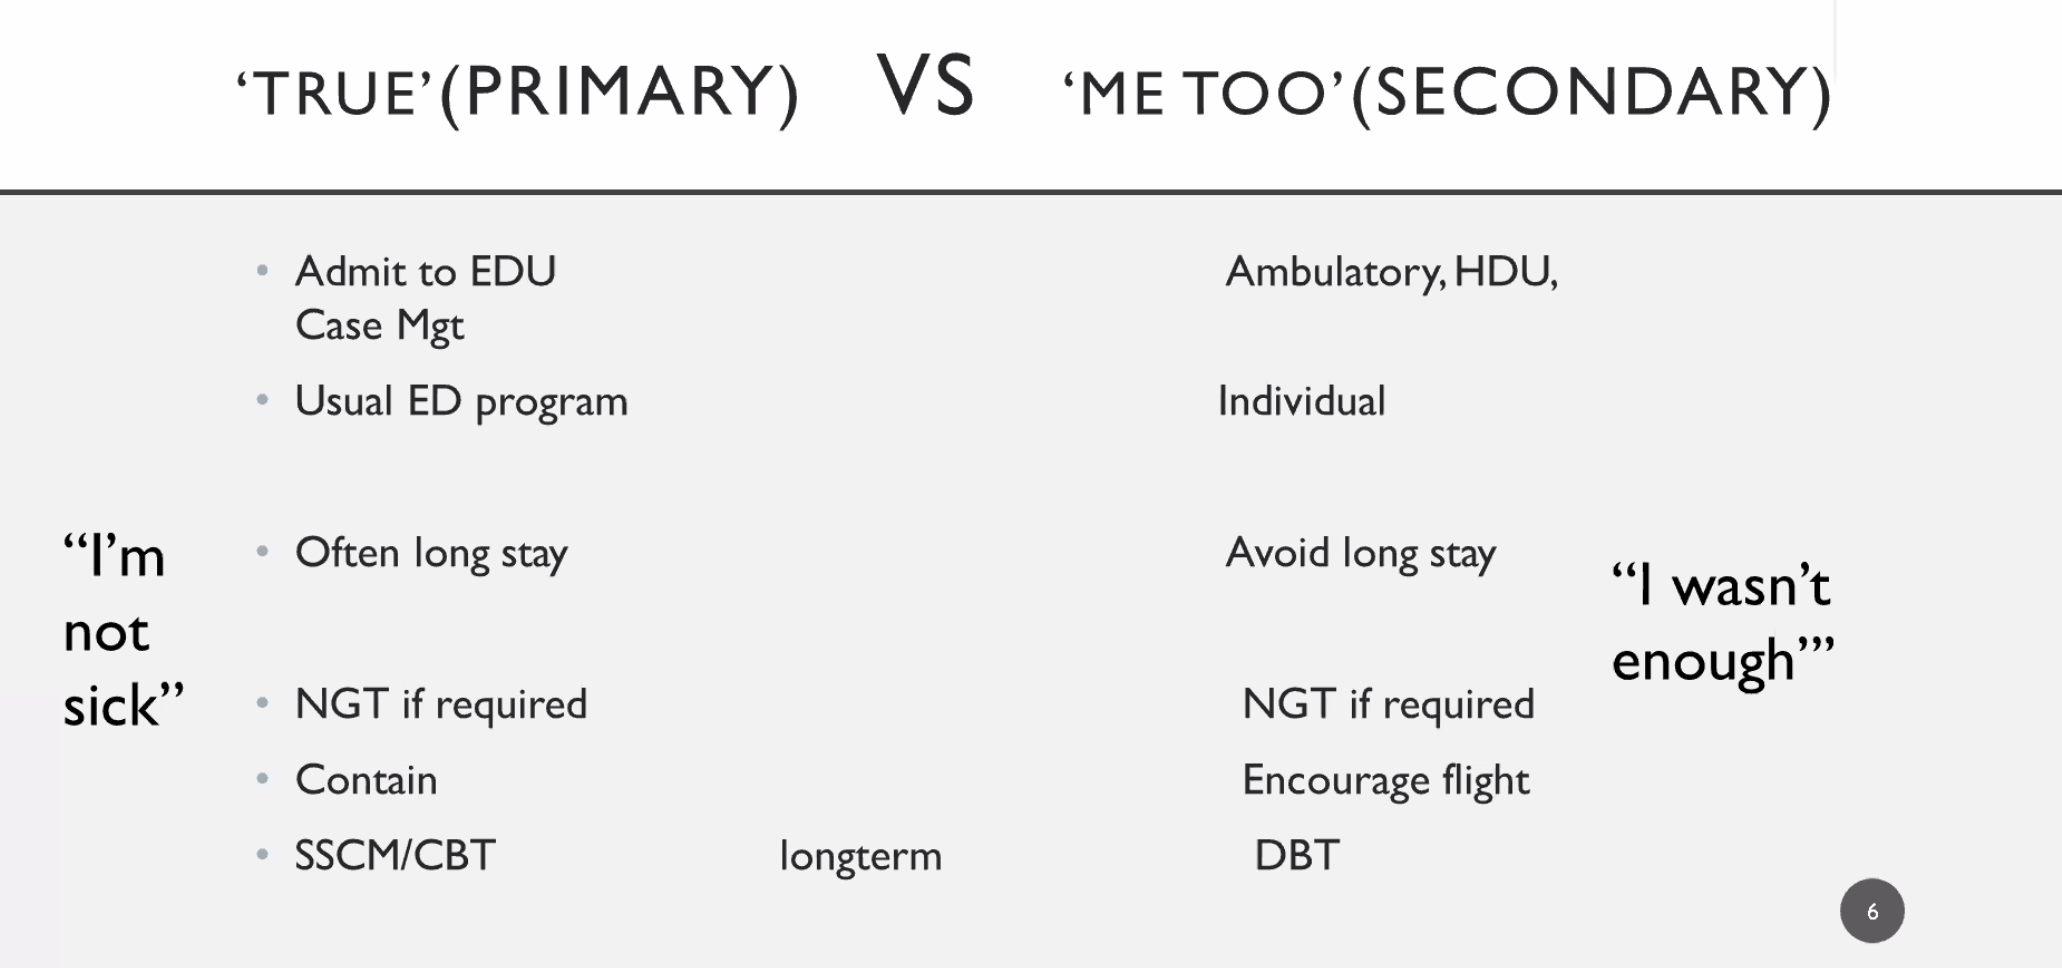 ‘TRUE’(PRIMARY) VS ‘ME TOO’(SECONDARY)
• Admit to EDU Ambulatory, HDU,
Case Mgt
• Usual ED program Individual
“I’m
not
sick”
• Often long stay Avoid long stay
“I wasn’t
enough’”
• NGT if required NGT if required
• Contain Encourage flight
• SSCM/CBT longterm DBT
6